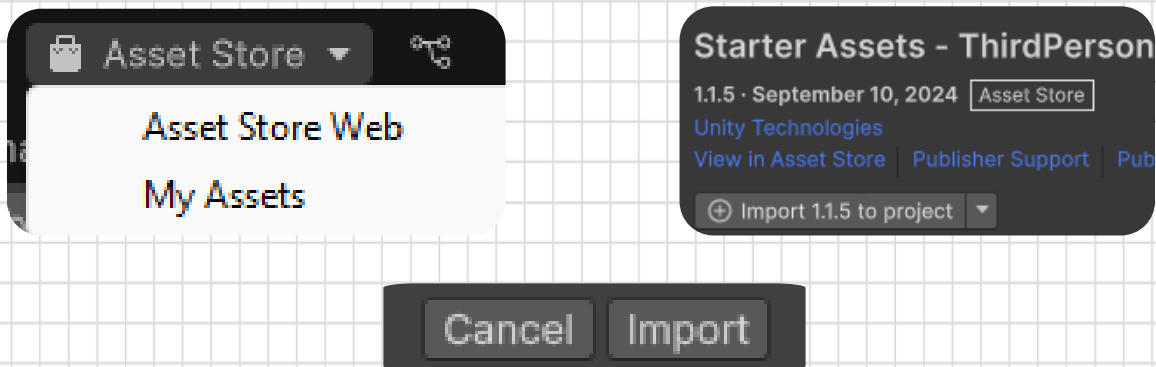 Asset Store
Asset Store Web
My Assets
Starter Assets - ThirdPerson
1.1.5 · September 10, 2024 Asset Store
Unity Technologies
View in Asset Store Publisher Support Pub
Import 1.1.5 to project
Cancel Import